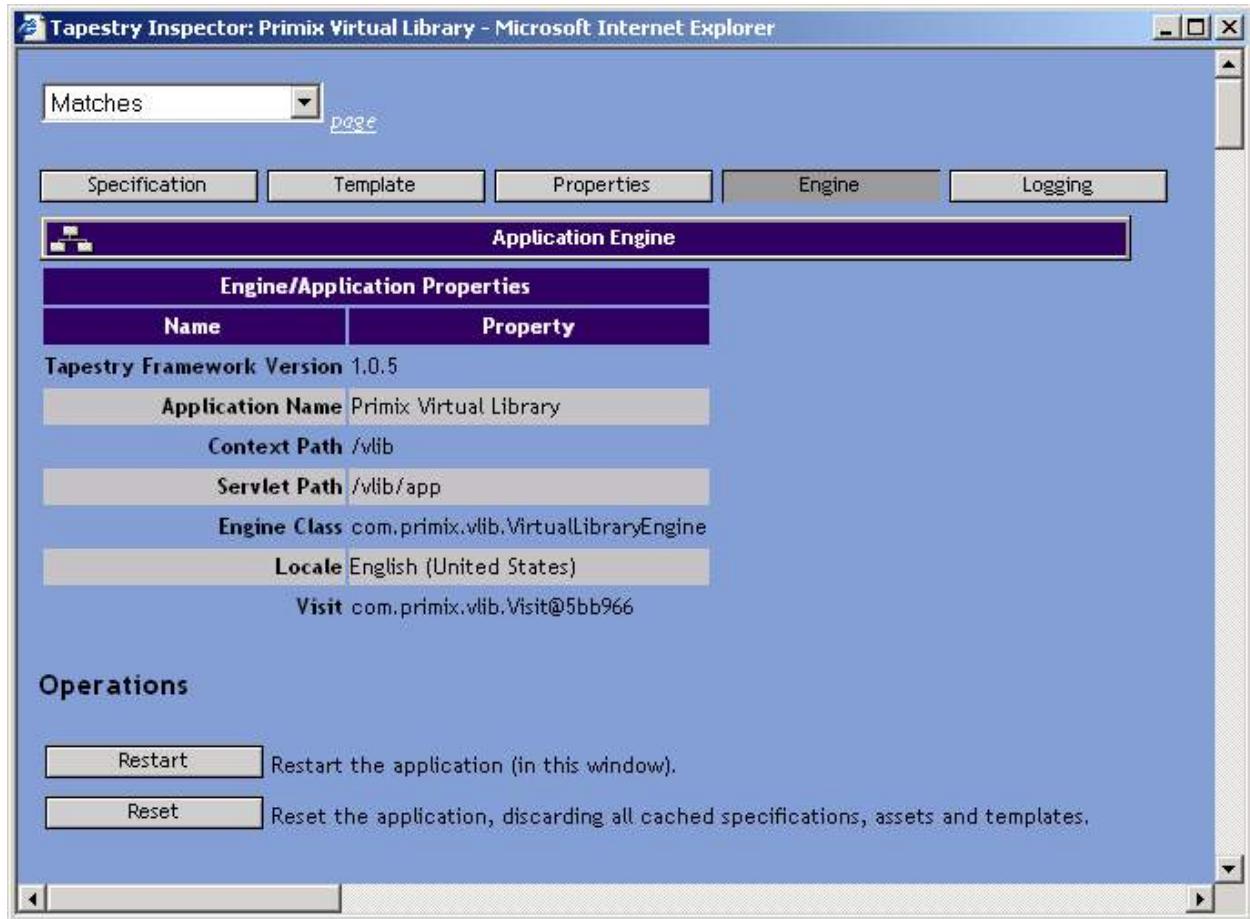 Tapestry Inspector: Primix Virtual Library - Microsoft Internet Explorer
Matches
page
Specification Template Properties Engine Logging
Application Engine
Engine/Application Properties
Name Property
Tapestry Framework Version 1.0.5
Application Name Primix Virtual Library
Context Path /vlib
Servlet Path /vlib/app
Engine Class com.primix.vlib.VirtualLibraryEngine
Locale English (United States)
Visit com.primix.vlib.Visit@5bb966
Operations
Restart Restart the application (in this window).
Reset Reset the application, discarding all cached specifications, assets and templates.